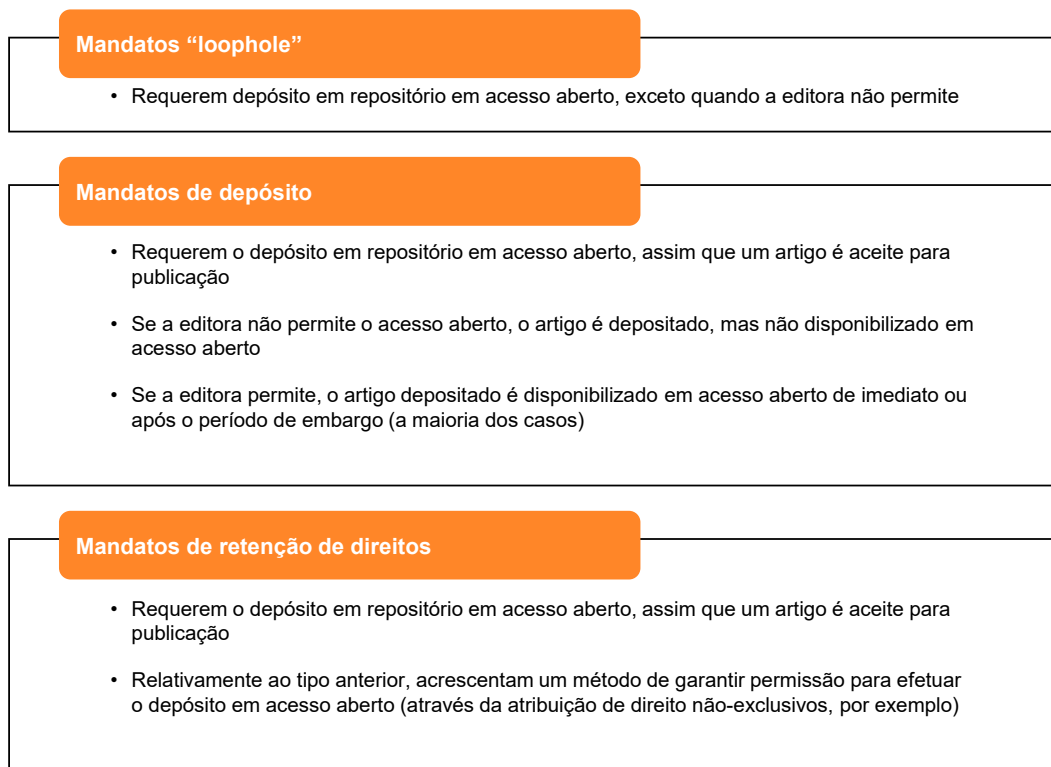 Mandatos “loophole”
• Requerem depósito em repositório em acesso aberto, exceto quando a editora não permite
Mandatos de depósito
• Requerem o depósito em repositório em acesso aberto, assim que um artigo é aceite para
publicação
• Se a editora não permite o acesso aberto, o artigo é depositado, mas não disponibilizado em
acesso aberto
• Se a editora permite, o artigo depositado é disponibilizado em acesso aberto de imediato ou
após o período de embargo (a maioria dos casos)
Mandatos de retenção de direitos
• Requerem o depósito em repositório em acesso aberto, assim que um artigo é aceite para
publicação
• Relativamente ao tipo anterior, acrescentam um método de garantir permissão para efetuar
o depósito em acesso aberto (através da atribuição de direito não-exclusivos, por exemplo)